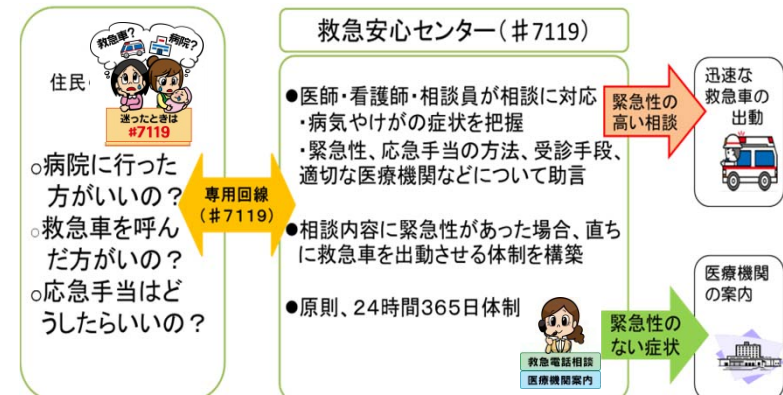 救急車?
病院?
住民
迷ったときは
#7119
○病院に行った
方がいいの?
○救急車を呼ん
だ方がいの?
○応急手当はど
うしたらいいの?
専用回線
(#7119)
救急安心センター(#7119)
●医師・看護師・相談員が相談に対応
・病気やけがの症状を把握
・緊急性、応急手当の方法、受診手段、
適切な医療機関などについて助言
●相談内容に緊急性があった場合、直ち
に救急車を出動させる体制を構築
●原則、24時間365日体制
救急電話相談
医療機関案内
緊急性の
高い相談
迅速な
救急車の
出動
緊急性の
ない症状
医療機関
の案内